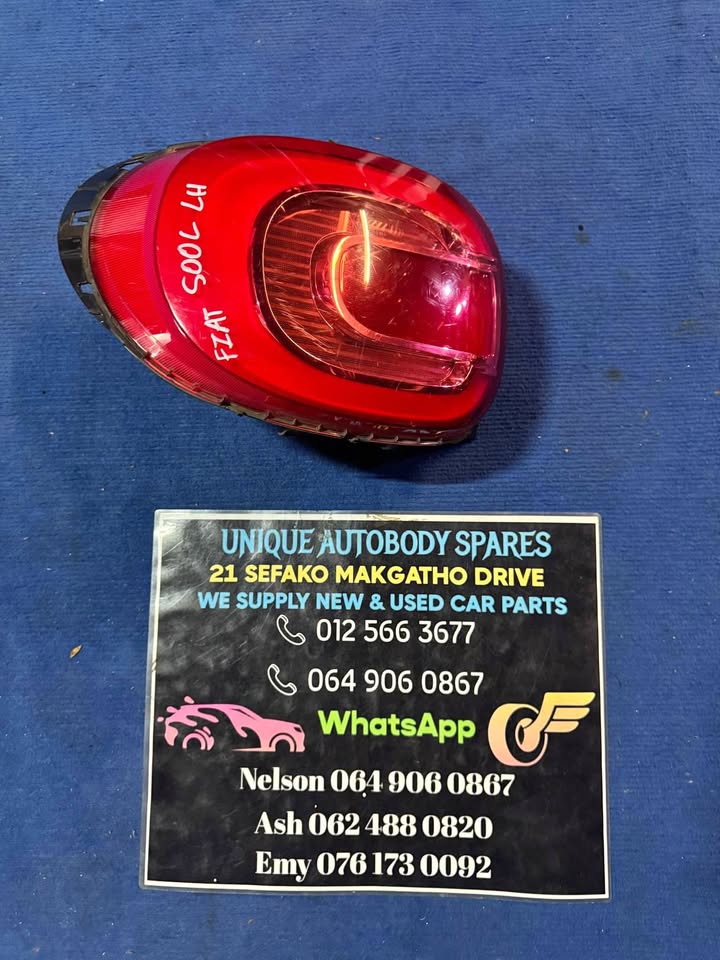 FIAT 500L LH
UNIQUE AUTOBODY SPARES
21 SEFAKO MAKGATHO DRIVE
WE SUPPLY NEW & USED CAR PARTS
012 566 3677
064 906 0867
WhatsApp
Nelson 064 906 0867
Ash 062 488 0820
Emy 076 173 0092